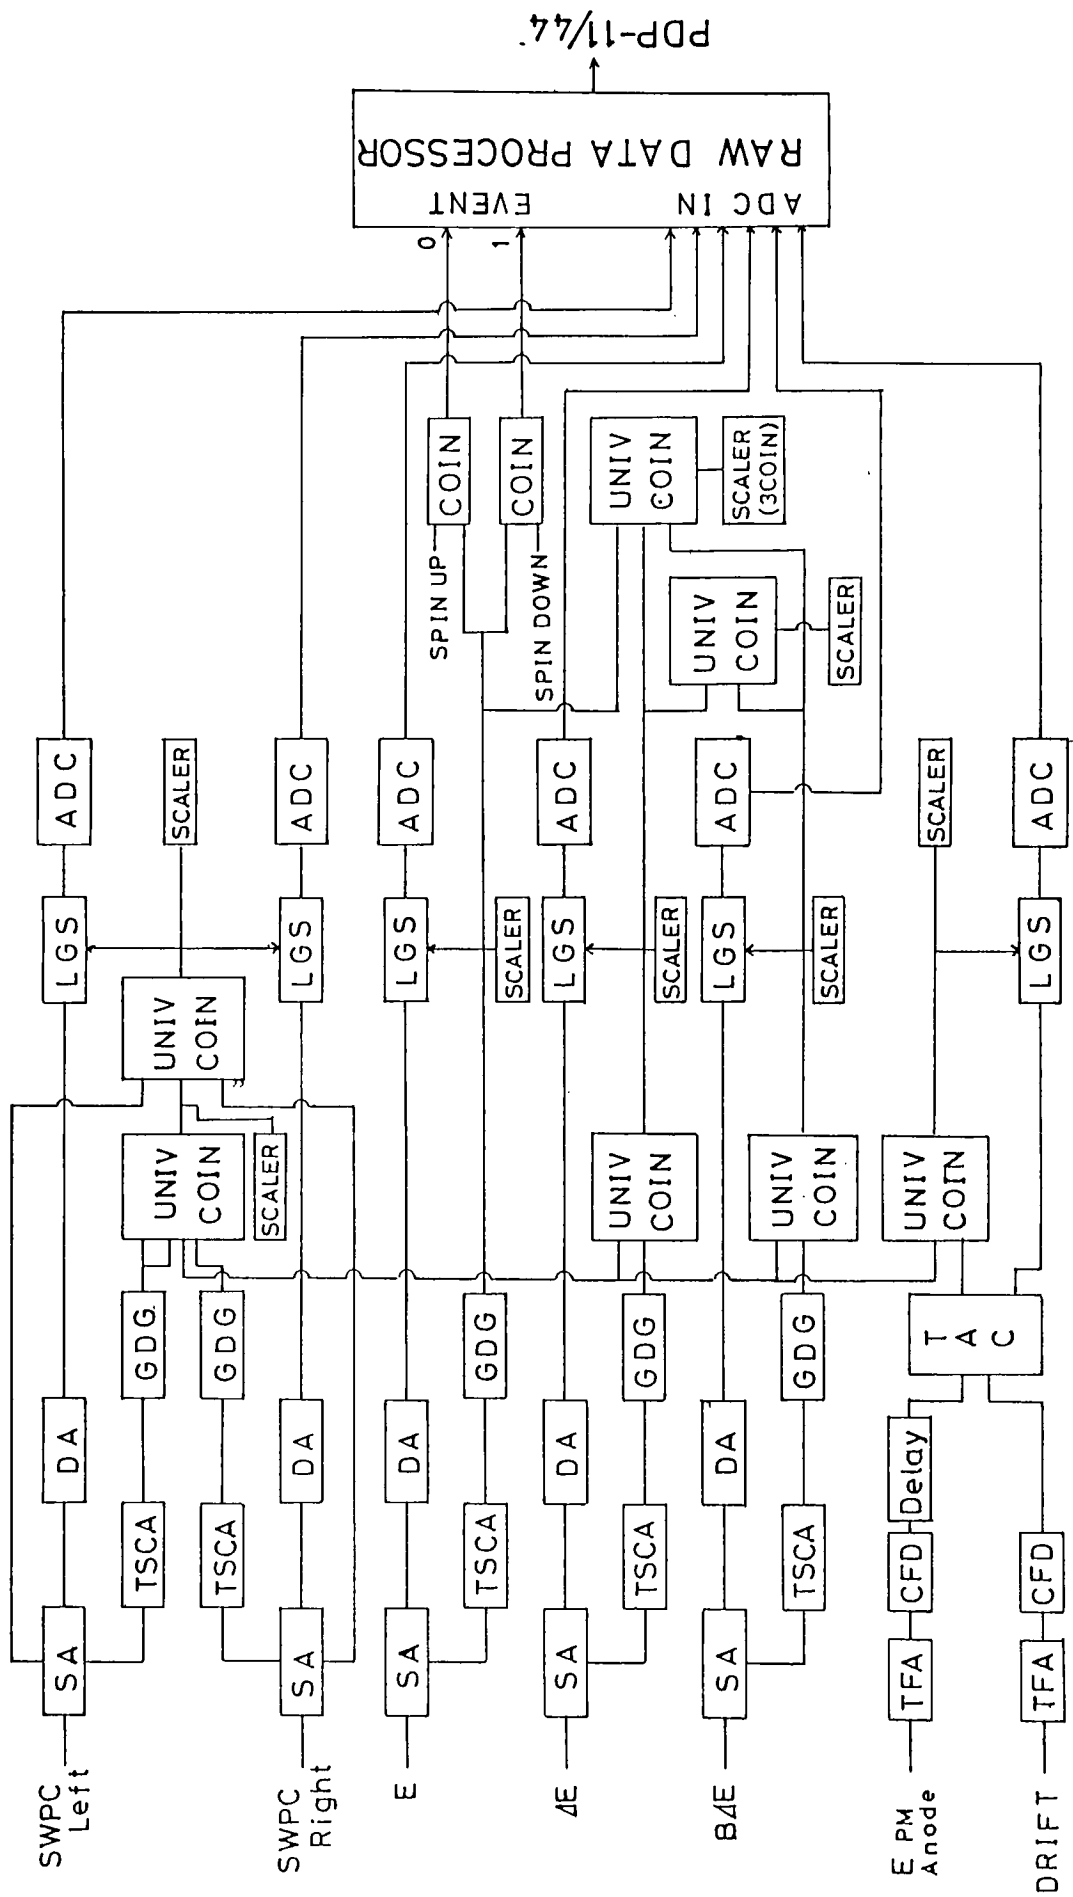 PDP-11/44
RAW DATA PROCESSOR
EVENT
ADC IN
0
1
COIN
COIN
SPIN UP
SPIN DOWN
UNIV
COIN
SCALER
(3COIN)
UNIV
COIN
SCALER
ADC
SCALER
ADC
ADC
ADC
ADC
SCALER
ADC
LGS
LGS
LGS
SCALER
LGS
SCALER
LGS
SCALER
LGS
UNIV
COIN
UNIV
COIN
SCALER
UNIV
COIN
UNIV
COIN
UNIV
COIN
GDG
GDG
GDG
GDG
GDG
TAC
DA
DA
DA
DA
DA
Delay
TSCA
TSCA
TSCA
TSCA
TSCA
CFD
CFD
SA
SA
SA
SA
SA
TFA
TFA
SWPC
Left
SWPC
Right
E
ΔE
BΔE
E PM
Anode
DRIFT